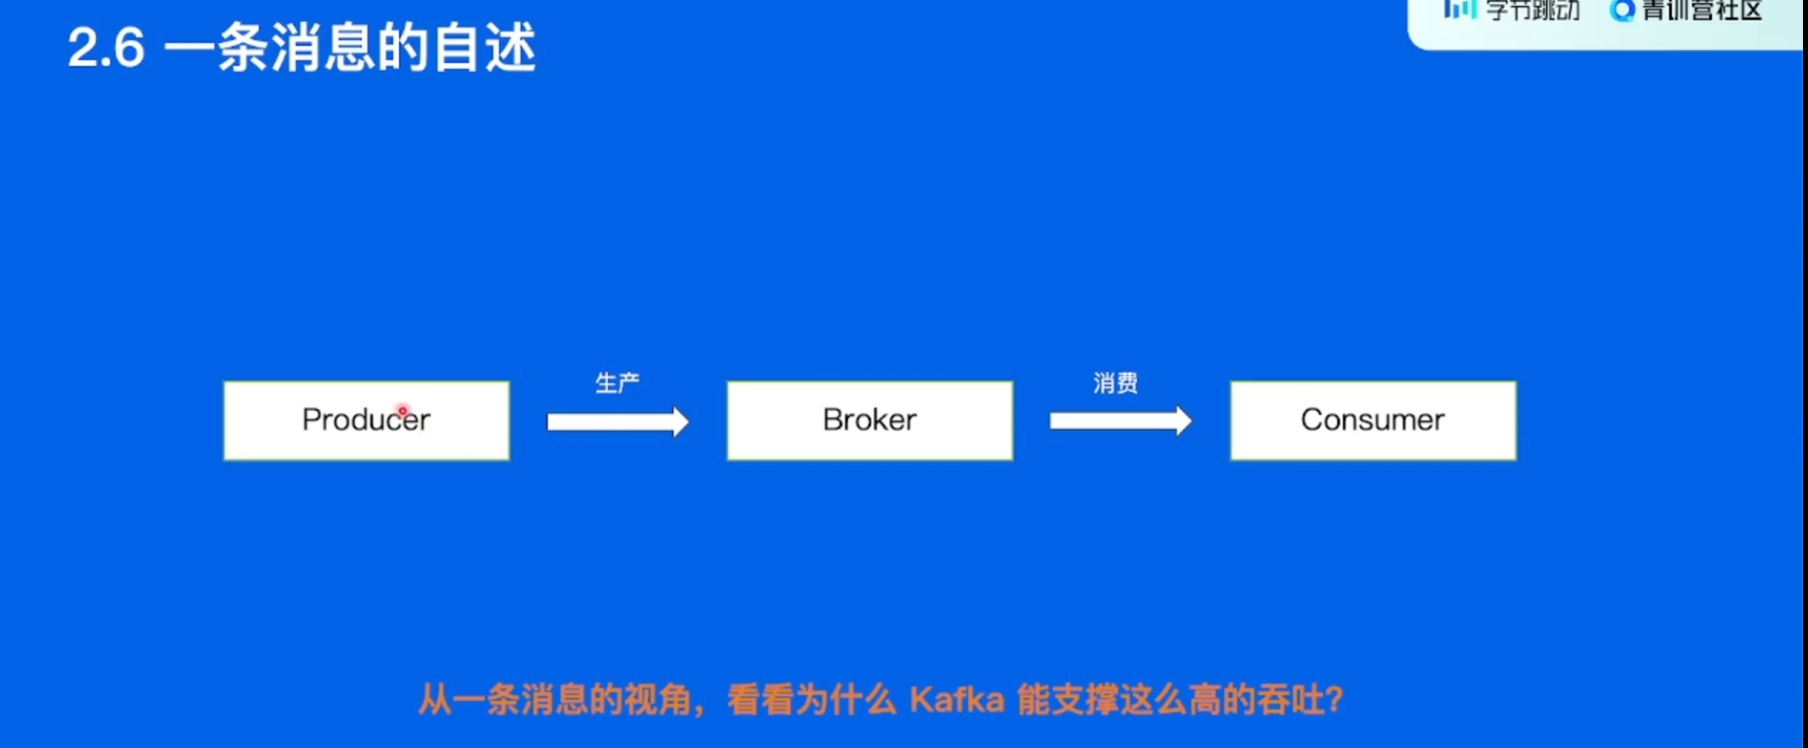 字节跳动 青训营社区
2.6 一条消息的自述
生产 消费
Producer Broker Consumer
从一条消息的视角，看看为什么 Kafka 能支撑这么高的吞吐？